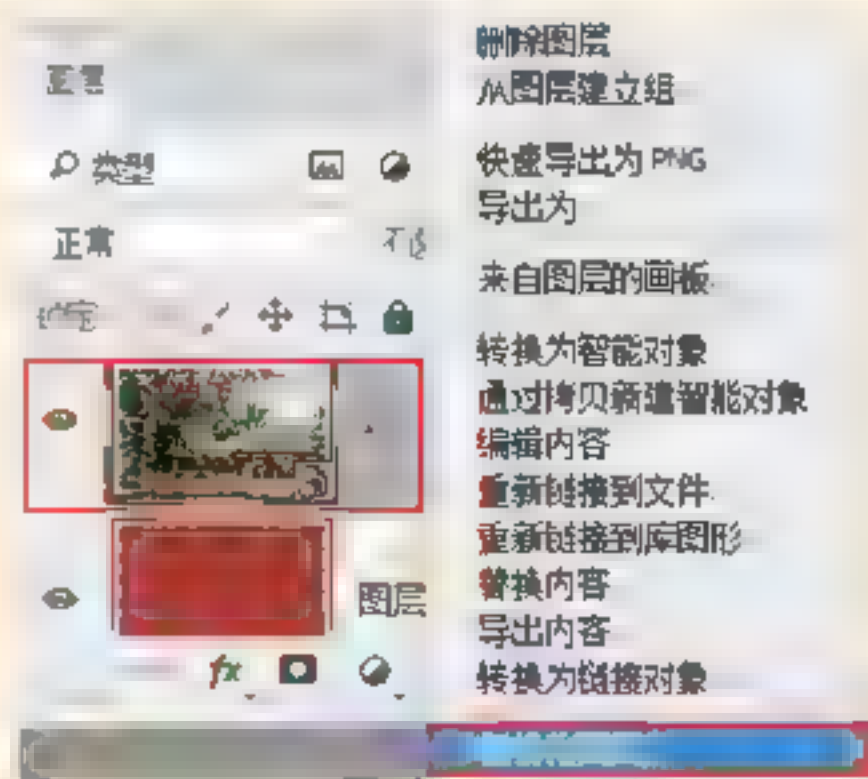 正常
类型
正常
图层
删除图层
从图层建立组
快速导出为 PNG
导出为
来自图层的画板
转换为智能对象
通过拷贝新建智能对象
编辑内容
重新链接到文件
重新链接到库图形
替换内容
导出内容
转换为链接对象